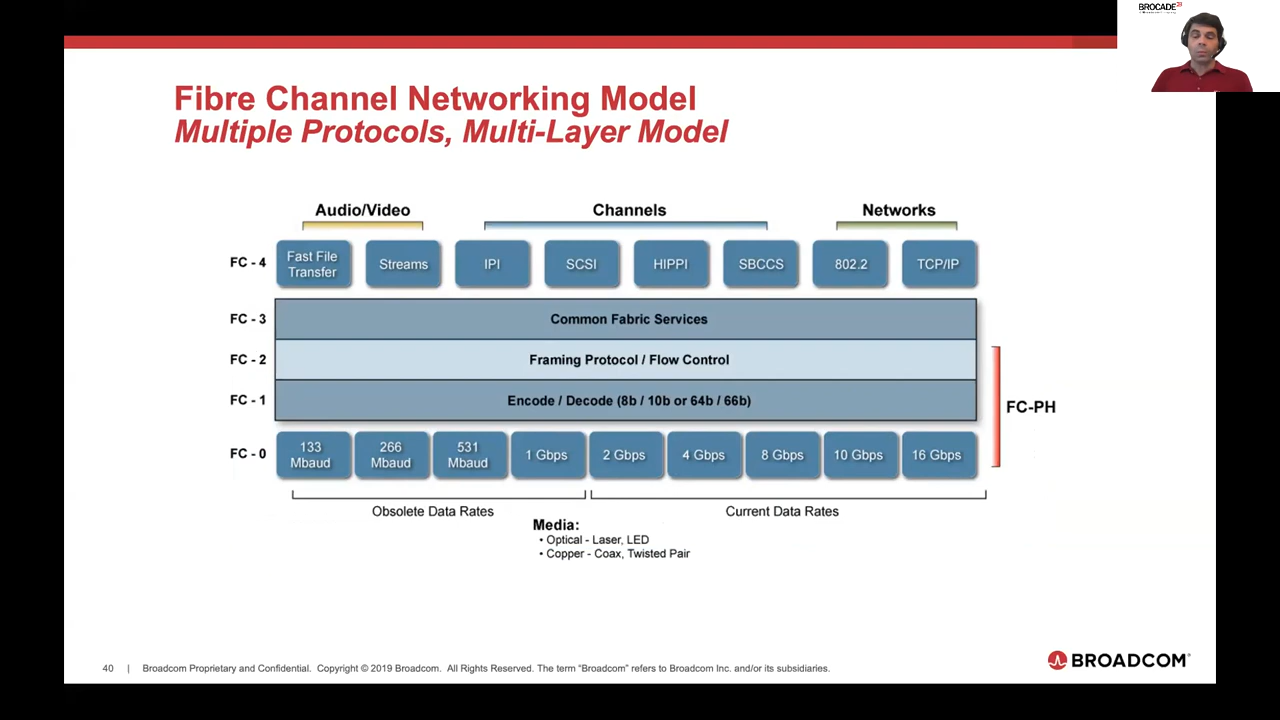 BROCADE
Fibre Channel Networking Model
Multiple Protocols, Multi-Layer Model
Audio/Video
Channels
Networks
FC - 4
Fast File
Transfer
Streams
IPI
SCSI
HIPPI
SBCCS
802.2
TCP/IP
FC - 3
Common Fabric Services
FC - 2
Framing Protocol / Flow Control
FC - 1
Encode / Decode (8b / 10b or 64b / 66b)
FC-PH
FC - 0
133
Mbaud
266
Mbaud
531
Mbaud
1 Gbps
2 Gbps
4 Gbps
8 Gbps
10 Gbps
16 Gbps
Obsolete Data Rates
Current Data Rates
Media:
• Optical - Laser, LED
• Copper - Coax, Twisted Pair
40 | Broadcom Proprietary and Confidential. Copyright © 2019 Broadcom. All Rights Reserved. The term “Broadcom” refers to Broadcom Inc. and/or its subsidiaries.
BROADCOM®